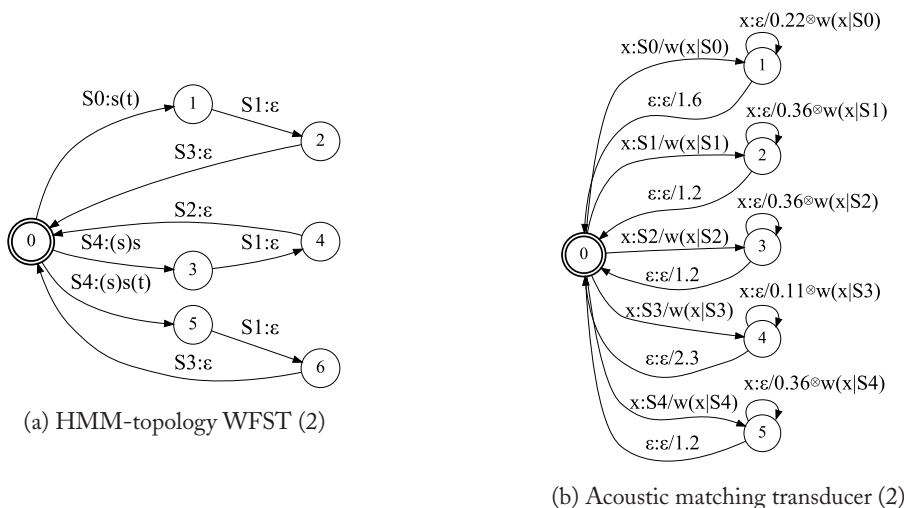 S0:s(t)
1
S1:ε
2
S3:ε
S2:ε
0
S4:(s)s
S1:ε
4
3
S4:(s)s(t)
5
S1:ε
S3:ε
6
(a) HMM-topology WFST (2)
x:ε/0.22⊗w(x|S0)
x:S0/w(x|S0)
1
ε:ε/1.6
x:ε/0.36⊗w(x|S1)
x:S1/w(x|S1)
2
ε:ε/1.2
x:ε/0.36⊗w(x|S2)
x:S2/w(x|S2)
0
3
ε:ε/1.2
x:ε/0.11⊗w(x|S3)
x:S3/w(x|S3)
4
ε:ε/2.3
x:ε/0.36⊗w(x|S4)
x:S4/w(x|S4)
5
ε:ε/1.2
(b) Acoustic matching transducer (2)